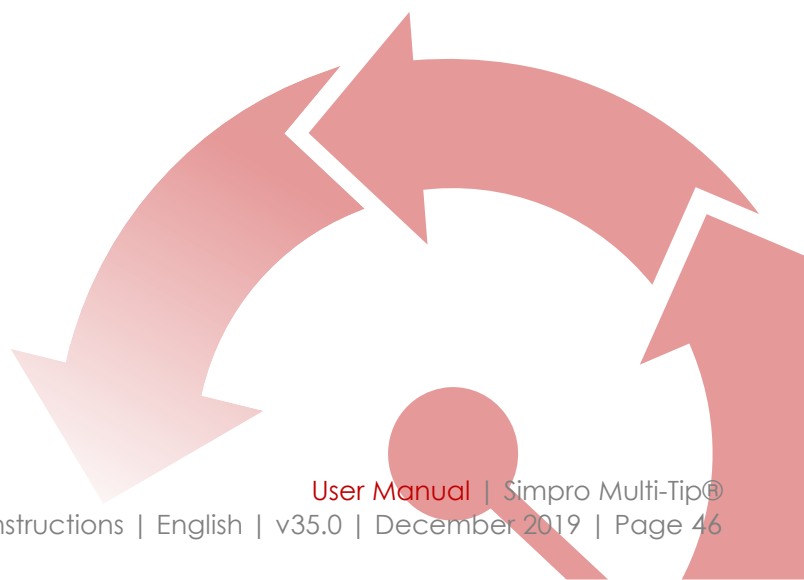 User Manual | Simpro Multi-Tip®
nstructions | English | v35.0 | December 2019 | Page 46